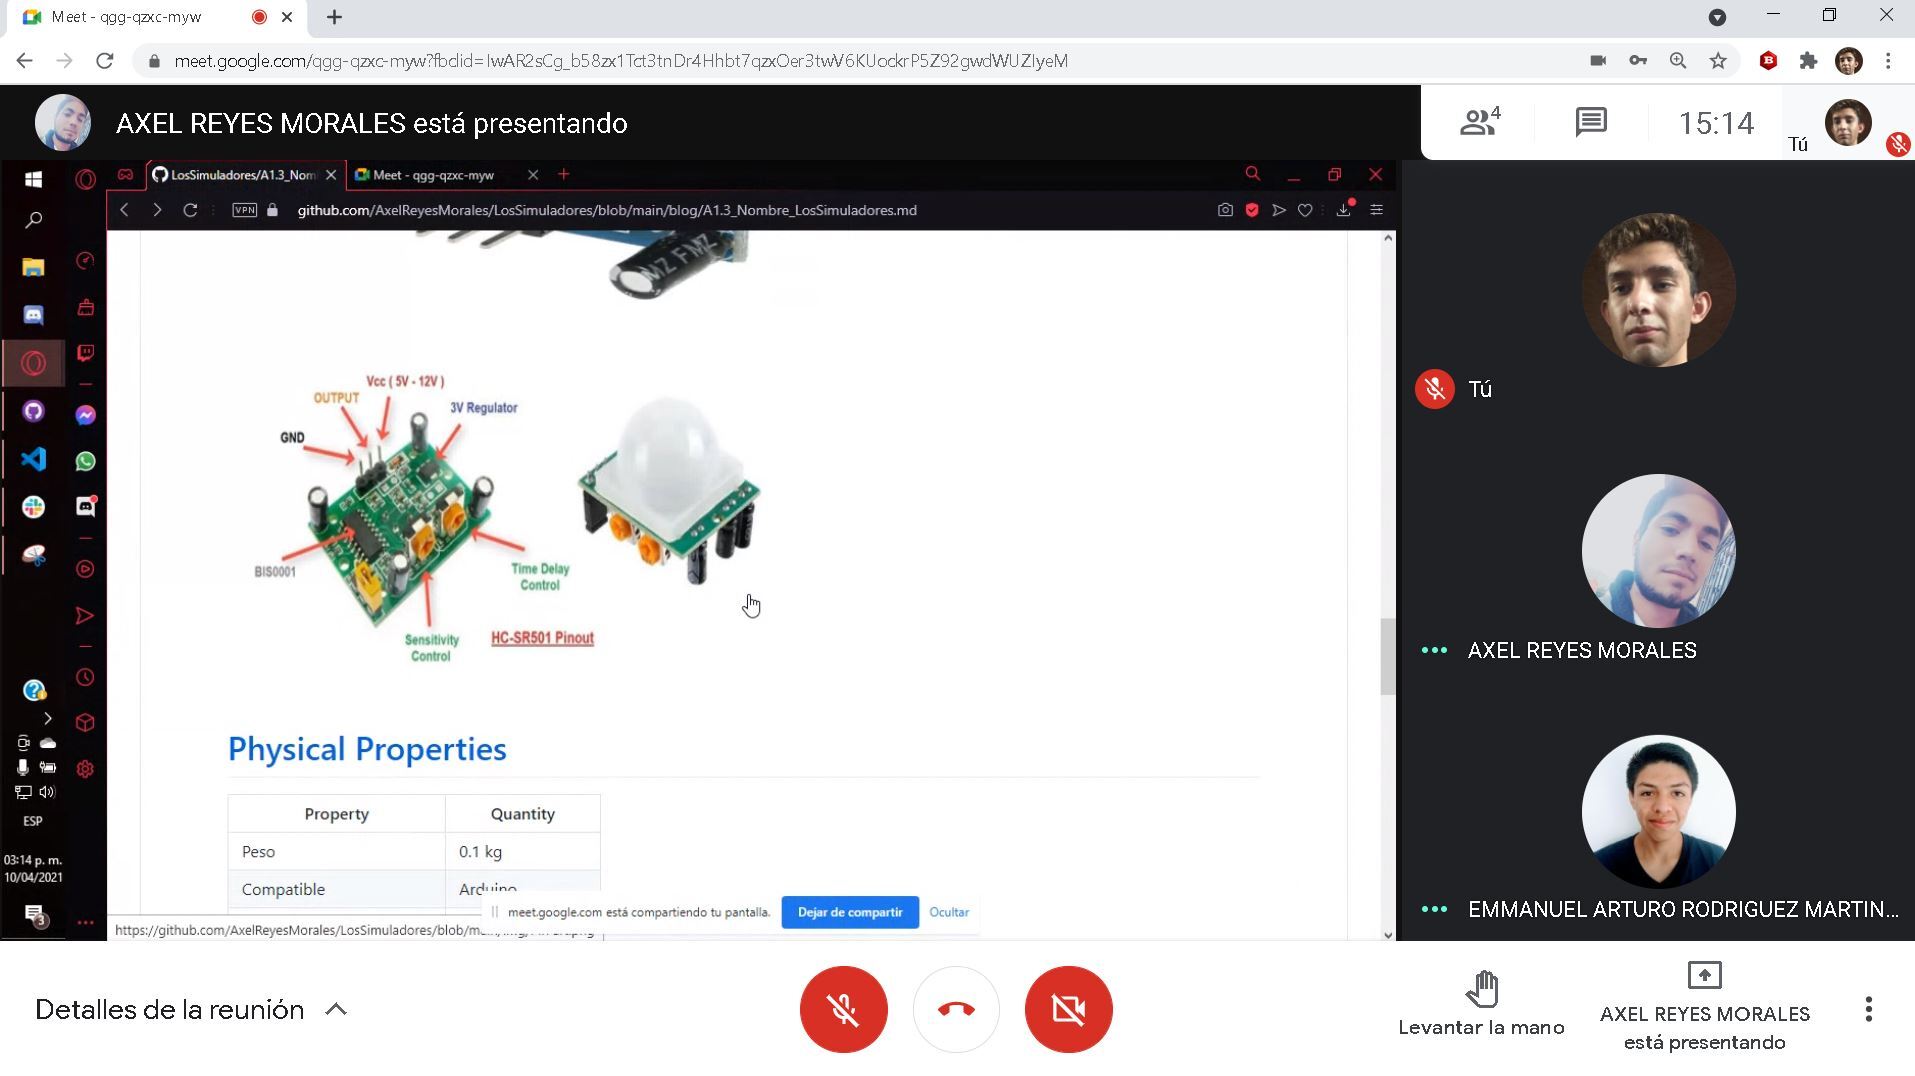 Meet - qgg-qzxc-myw
meet.google.com/qgg-qzxc-myw?fbclid=IwAR2sCg_b58zx1Tct3tnDr4Hhbt7qzxOer3twV6KUockrP5Z92gwdWUZIyeM
AXEL REYES MORALES está presentando
4
15:14
Tú
LosSimuladores/A1.3_Nom
Meet - qgg-qzxc-myw
VPN
github.com/AxelReyesMorales/LosSimuladores/blob/main/blog/A1.3_Nombre_LosSimuladores.md
MZ FMZ
Vcc ( 5V - 12V )
OUTPUT
3V Regulator
GND
BIS0001
Time Delay
Control
Sensitivity
Control
HC-SR501 Pinout
Tú
AXEL REYES MORALES
EMMANUEL ARTURO RODRIGUEZ MARTIN...
Physical Properties
Property Quantity
Peso 0.1 kg
Compatible Arduino
ESP
03:14 p. m.
10/04/2021
3
meet.google.com está compartiendo tu pantalla.
Dejar de compartir
Ocultar
https://github.com/AxelReyesMorales/LosSimuladores/blob/main/img/
Detalles de la reunión
Levantar la mano
AXEL REYES MORALES
está presentando